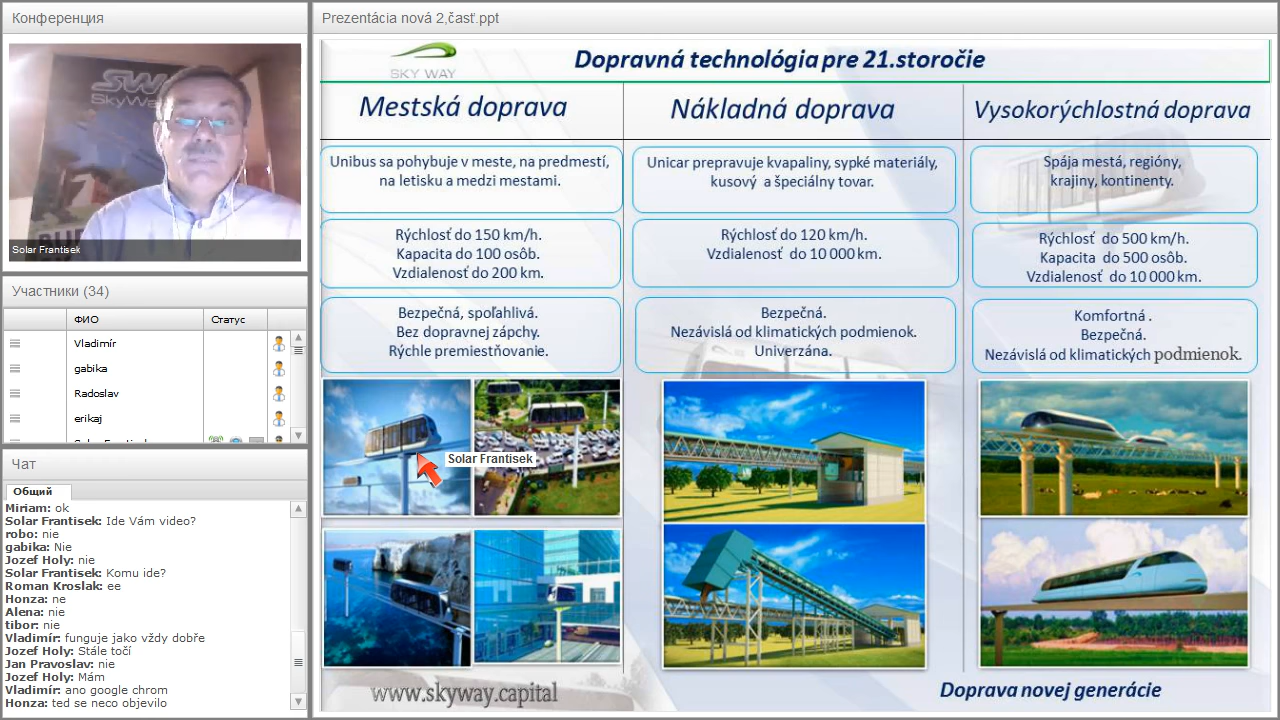 Конференция
SW
SkyWay
Solar Frantisek
Участники (34)
ФИО
Статус
Vladimír
gabika
Radoslav
erikaj
Чат
Общий
Miriam: ok
Solar Frantisek: Ide Vám video?
robo: nie
gabika: Nie
Jozef Holy: nie
Solar Frantisek: Komu ide?
Roman Kroslak: ee
Honza: ne
Alena: nie
tibor: nie
Vladimír: funguje jako vždy dobře
Jozef Holy: Stále točí
Jan Pravoslav: nie
Jozef Holy: Mám
Vladimír: ano google chrom
Honza: ted se neco objevilo
Prezentácia nová 2,časť.ppt
SKY WAY
Dopravná technológia pre 21.storočie
Mestská doprava
Unibus sa pohybuje v meste, na predmestí,
na letisku a medzi mestami.
Rýchlosť do 150 km/h.
Kapacita do 100 osôb.
Vzdialenosť do 200 km.
Bezpečná, spoľahlivá.
Bez dopravnej zápchy.
Rýchle premiestňovanie.
Solar Frantisek
Nákladná doprava
Unicar prepravuje kvapaliny, sypké materiály,
kusový a špeciálny tovar.
Rýchlosť do 120 km/h.
Vzdialenosť do 10 000 km.
Bezpečná.
Nezávislá od klimatických podmienok.
Univerzána.
Vysokorýchlostná doprava
Spája mestá, regióny,
krajiny, kontinenty.
Rýchlosť do 500 km/h.
Kapacita do 500 osôb.
Vzdialenosť do 10 000 km.
Komfortná .
Bezpečná.
Nezávislá od klimatických podmienok.
www.skyway.capital
Doprava novej generácie